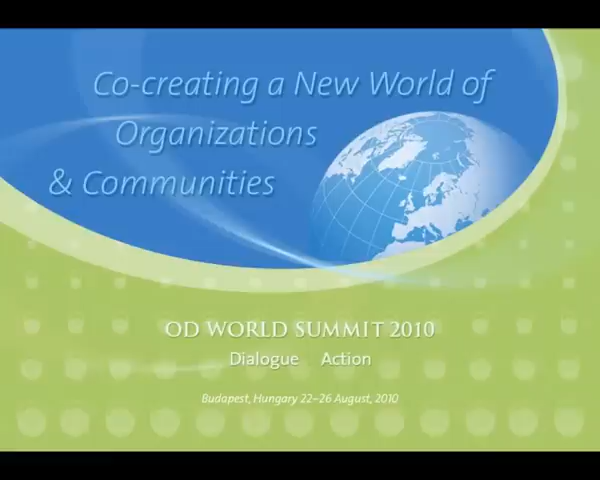 Co-creating a New World of
Organizations
& Communities
OD WORLD SUMMIT 2010
Dialogue Action
Budapest, Hungary 22–26 August, 2010